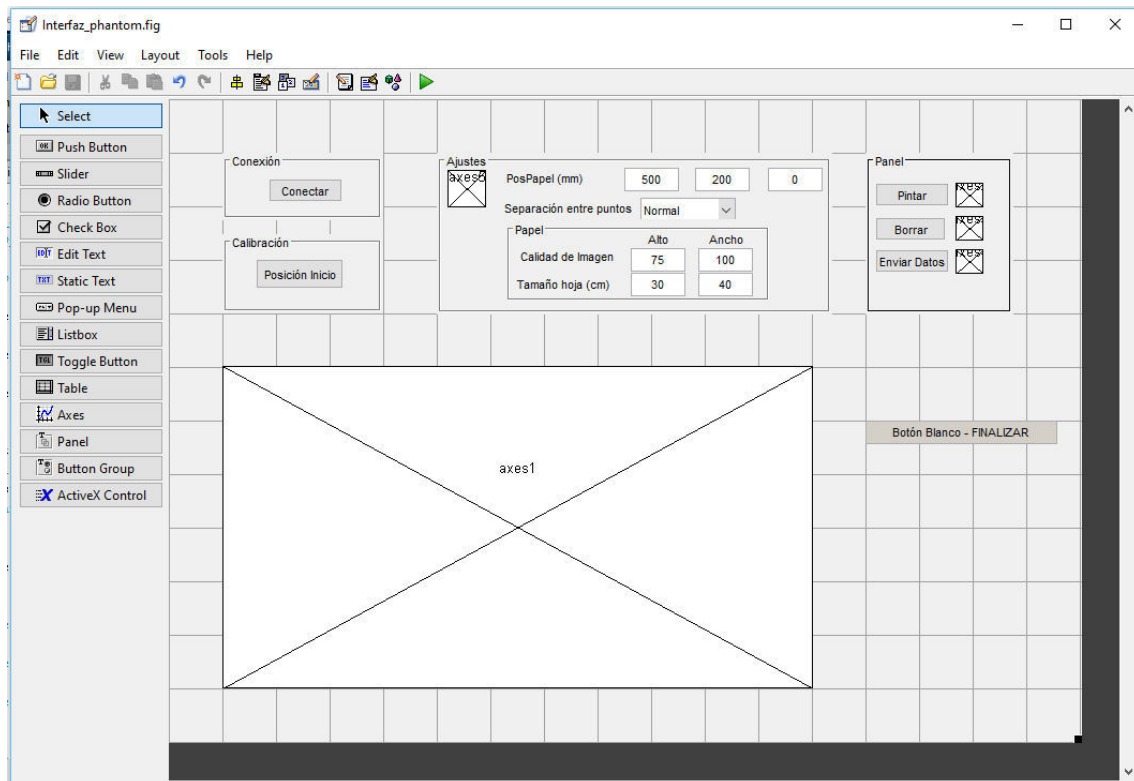 Interfaz_phantom.fig
File Edit View Layout Tools Help
Select
Push Button
Slider
Radio Button
Check Box
Edit Text
Static Text
Pop-up Menu
Listbox
Toggle Button
Table
Axes
Panel
Button Group
ActiveX Control
Conexión
Conectar
Calibración
Posición Inicio
Ajustes
axes5
PosPapel (mm) 500 200 0
Separación entre puntos Normal
Papel
Alto Ancho
Calidad de Imagen 75 100
Tamaño hoja (cm) 30 40
Panel
Pintar
Borrar
Enviar Datos
axes1
Botón Blanco - FINALIZAR